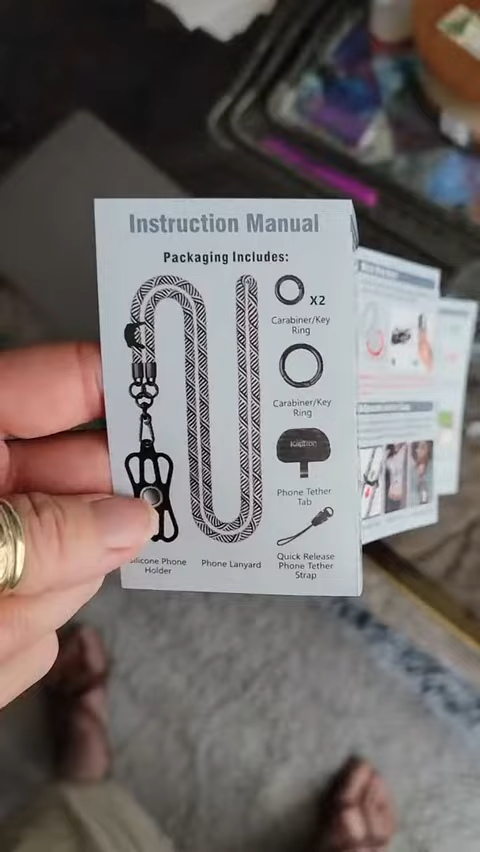 Instruction Manual
Packaging Includes:
X2
Carabiner/Key
Ring
Carabiner/Key
Ring
Phone Tether
Tab
Quick Release
Phone Tether
Strap
Phone Lanyard
Silicone Phone
Holder